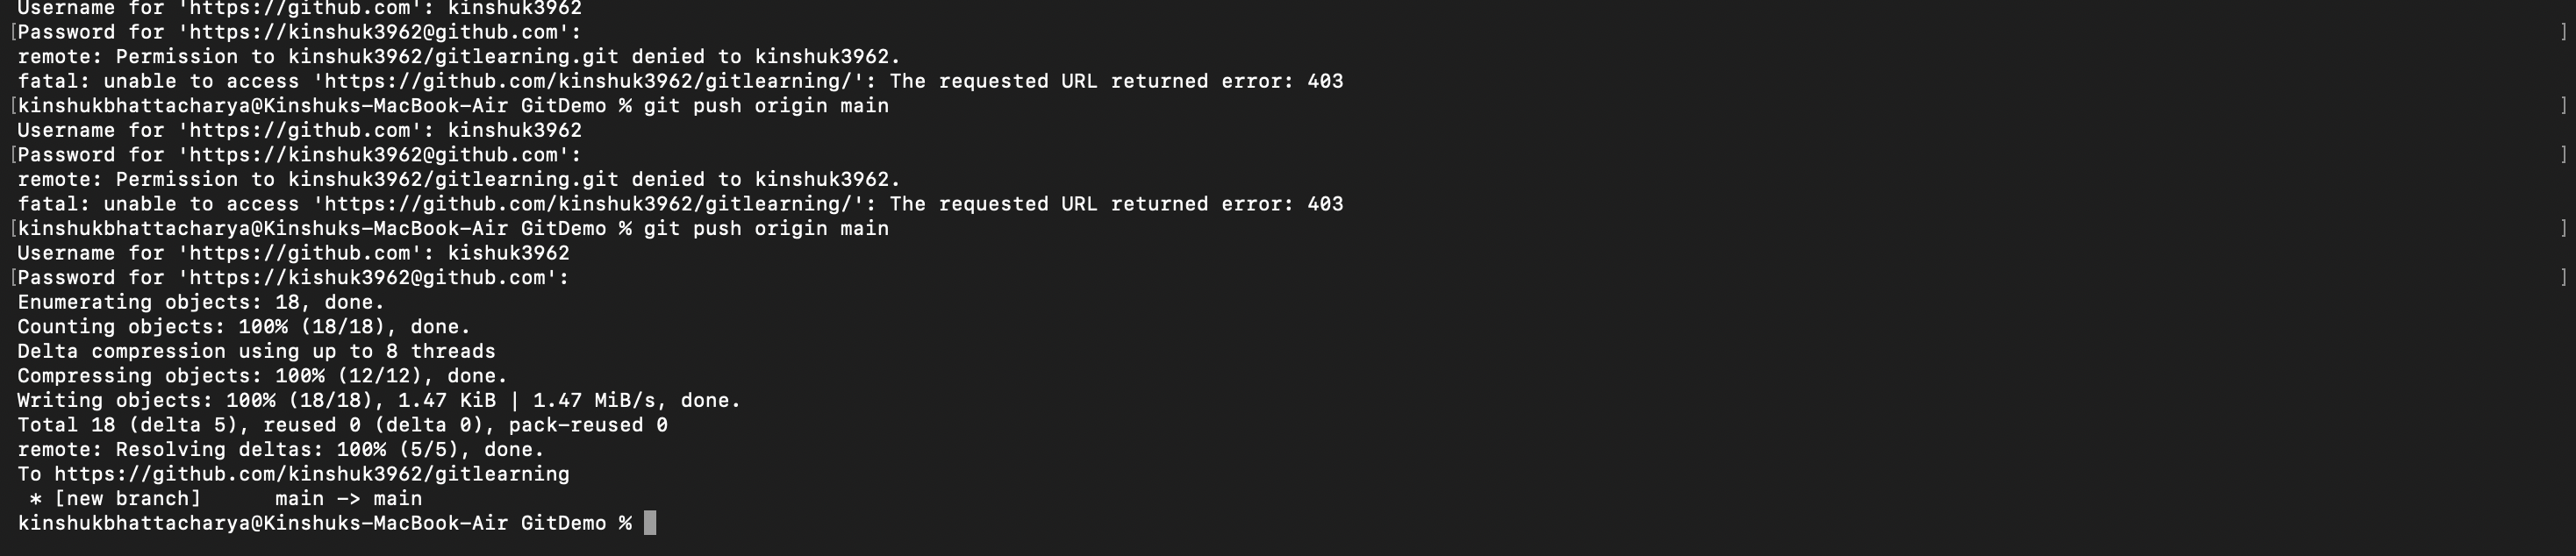 Username for 'https://github.com': kinshuk3962
[Password for 'https://kinshuk3962@github.com': ]
remote: Permission to kinshuk3962/gitlearning.git denied to kinshuk3962.
fatal: unable to access 'https://github.com/kinshuk3962/gitlearning/': The requested URL returned error: 403
[kinshukbhattacharya@Kinshuks-MacBook-Air GitDemo % git push origin main ]
Username for 'https://github.com': kinshuk3962
[Password for 'https://kinshuk3962@github.com': ]
remote: Permission to kinshuk3962/gitlearning.git denied to kinshuk3962.
fatal: unable to access 'https://github.com/kinshuk3962/gitlearning/': The requested URL returned error: 403
[kinshukbhattacharya@Kinshuks-MacBook-Air GitDemo % git push origin main ]
Username for 'https://github.com': kishuk3962
[Password for 'https://kishuk3962@github.com': ]
Enumerating objects: 18, done.
Counting objects: 100% (18/18), done.
Delta compression using up to 8 threads
Compressing objects: 100% (12/12), done.
Writing objects: 100% (18/18), 1.47 KiB | 1.47 MiB/s, done.
Total 18 (delta 5), reused 0 (delta 0), pack-reused 0
remote: Resolving deltas: 100% (5/5), done.
To https://github.com/kinshuk3962/gitlearning
 * [new branch]      main -> main
kinshukbhattacharya@Kinshuks-MacBook-Air GitDemo %